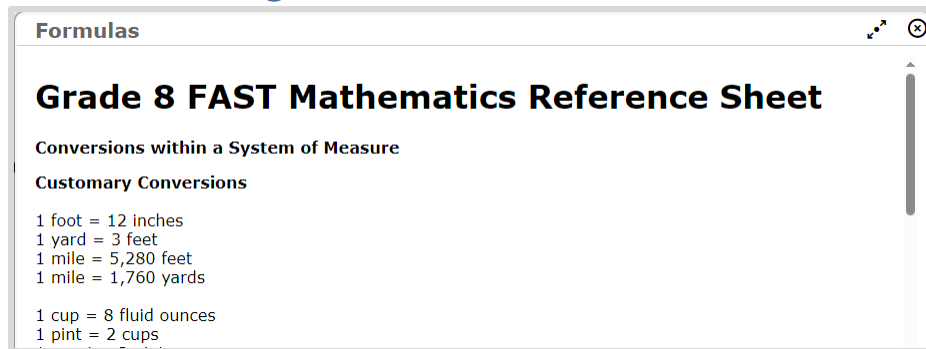 Formulas
Grade 8 FAST Mathematics Reference Sheet
Conversions within a System of Measure
Customary Conversions
1 foot = 12 inches
1 yard = 3 feet
1 mile = 5,280 feet
1 mile = 1,760 yards
1 cup = 8 fluid ounces
1 pint = 2 cups